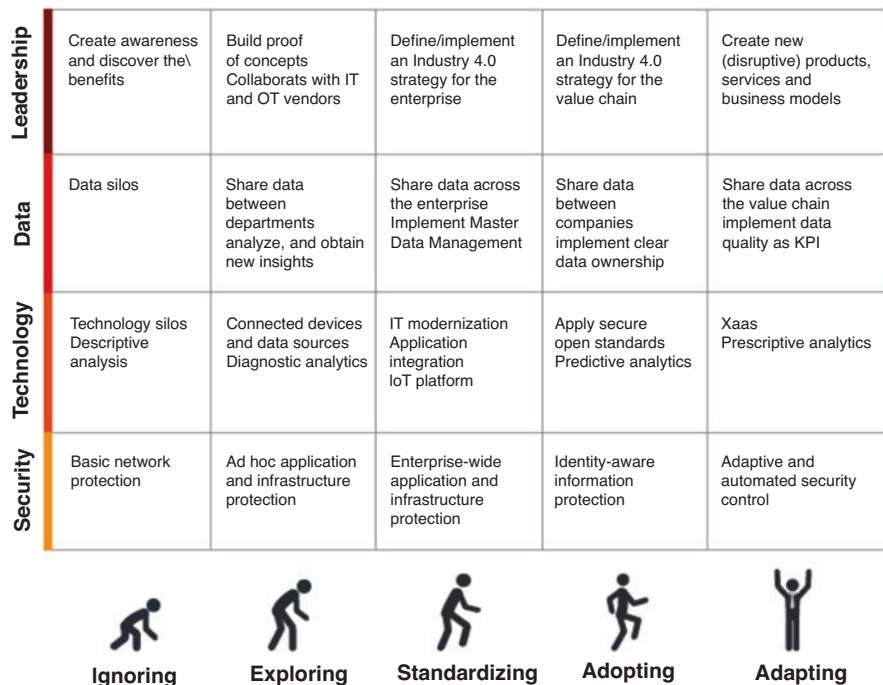 Leadership
Create awareness
and discover the\
benefits
Build proof
of concepts
Collaborats with IT
and OT vendors
Define/implement
an Industry 4.0
strategy for the
enterprise
Define/implement
an Industry 4.0
strategy for the
value chain
Create new
(disruptive) products,
services and
business models
Data
Data silos
Share data
between
departments
analyze, and obtain
new insights
Share data across
the enterprise
Implement Master
Data Management
Share data
between
companies
implement clear
data ownership
Share data across
the value chain
implement data
quality as KPI
Technology
Technology silos
Descriptive
analysis
Connected devices
and data sources
Diagnostic analytics
IT modernization
Application
integration
loT platform
Apply secure
open standards
Predictive analytics
Xaas
Prescriptive analytics
Security
Basic network
protection
Ad hoc application
and infrastructure
protection
Enterprise-wide
application and
infrastructure
protection
Identity-aware
information
protection
Adaptive and
automated security
control
Ignoring
Exploring
Standardizing
Adopting
Adapting